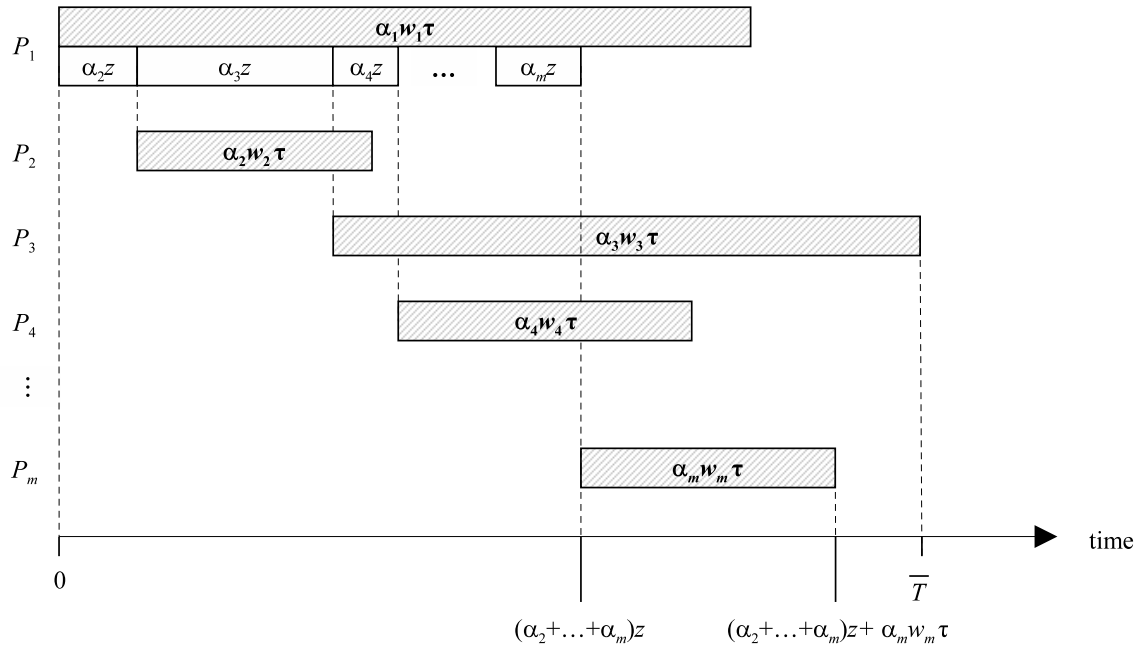 α₁w₁τ
P₁
α₂z α₃z α₄z ... αₘz
P₂ α₂w₂τ
P₃ α₃w₃τ
P₄ α₄w₄τ
⋮
Pₘ αₘwₘτ
time
0 T̅
(α₂+…+αₘ)z (α₂+…+αₘ)z+ αₘwₘτ